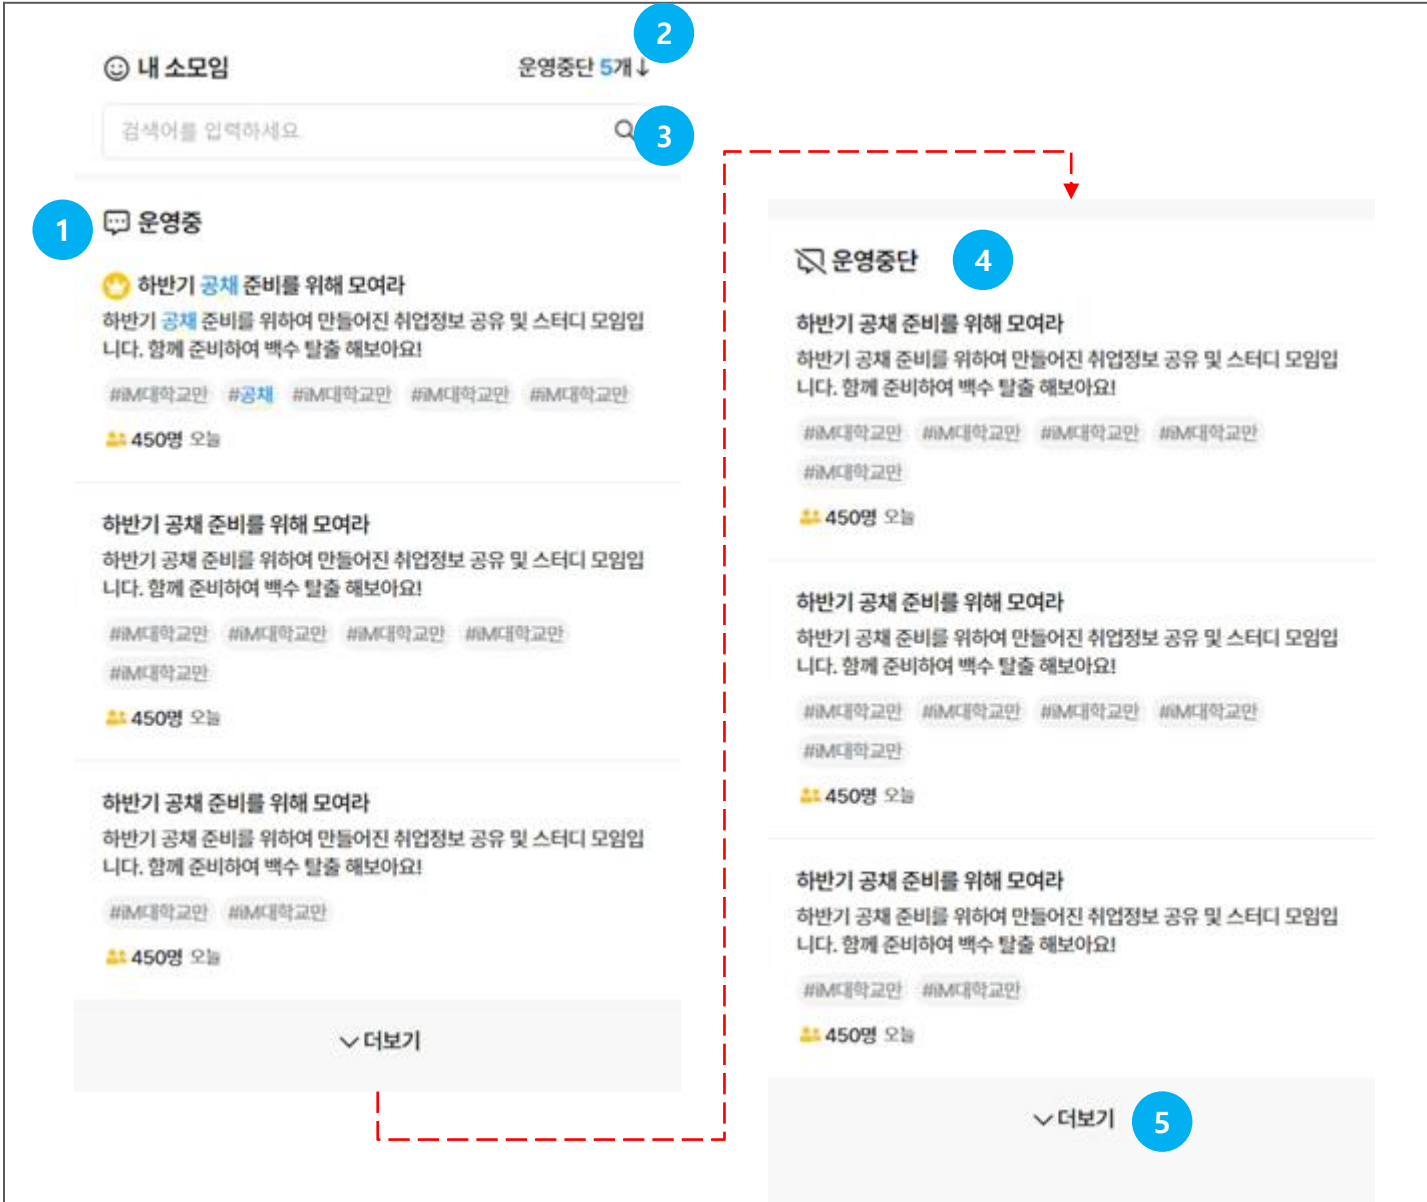 내 소모임
운영중단 5개↓
2
검색어를 입력하세요
3
1
운영중
하반기 공채 준비를 위해 모여라
하반기 공채 준비를 위하여 만들어진 취업정보 공유 및 스터디 모임입
니다. 함께 준비하여 백수 탈출 해보아요!
#iM대학교만 #공채 #iM대학교만 #iM대학교만 #iM대학교만
450명 오늘
하반기 공채 준비를 위해 모여라
하반기 공채 준비를 위하여 만들어진 취업정보 공유 및 스터디 모임입
니다. 함께 준비하여 백수 탈출 해보아요!
#iM대학교만 #iM대학교만 #iM대학교만 #iM대학교만
#iM대학교만
450명 오늘
하반기 공채 준비를 위해 모여라
하반기 공채 준비를 위하여 만들어진 취업정보 공유 및 스터디 모임입
니다. 함께 준비하여 백수 탈출 해보아요!
#iM대학교만 #iM대학교만
450명 오늘
더보기
운영중단
4
하반기 공채 준비를 위해 모여라
하반기 공채 준비를 위하여 만들어진 취업정보 공유 및 스터디 모임입
니다. 함께 준비하여 백수 탈출 해보아요!
#iM대학교만 #iM대학교만 #iM대학교만 #iM대학교만
#iM대학교만
450명 오늘
하반기 공채 준비를 위해 모여라
하반기 공채 준비를 위하여 만들어진 취업정보 공유 및 스터디 모임입
니다. 함께 준비하여 백수 탈출 해보아요!
#iM대학교만 #iM대학교만 #iM대학교만 #iM대학교만
#iM대학교만
450명 오늘
하반기 공채 준비를 위해 모여라
하반기 공채 준비를 위하여 만들어진 취업정보 공유 및 스터디 모임입
니다. 함께 준비하여 백수 탈출 해보아요!
#iM대학교만 #iM대학교만
450명 오늘
더보기
5